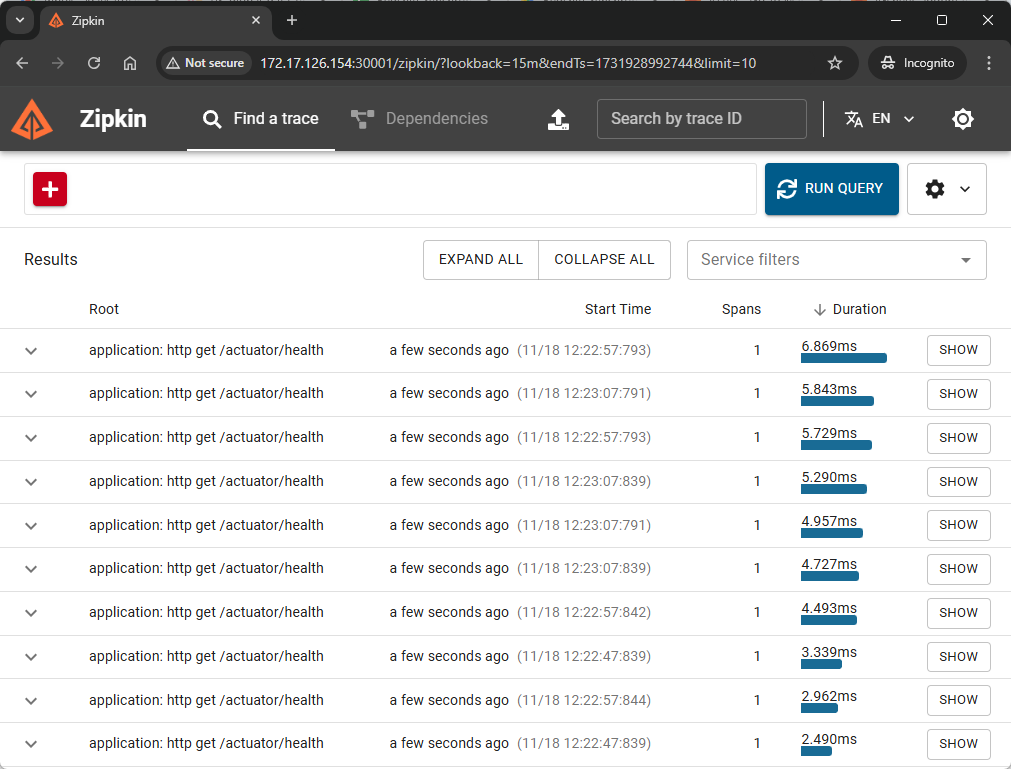 Zipkin
Not secure 172.17.126.154:30001/zipkin/?lookback=15m&endTs=1731928992744&limit=10 Incognito
Zipkin Find a trace Dependencies Search by trace ID EN
RUN QUERY
Results EXPAND ALL COLLAPSE ALL Service filters
Root Start Time Spans Duration
application: http get /actuator/health a few seconds ago (11/18 12:22:57:793) 1 6.869ms SHOW
application: http get /actuator/health a few seconds ago (11/18 12:23:07:791) 1 5.843ms SHOW
application: http get /actuator/health a few seconds ago (11/18 12:22:57:793) 1 5.729ms SHOW
application: http get /actuator/health a few seconds ago (11/18 12:23:07:839) 1 5.290ms SHOW
application: http get /actuator/health a few seconds ago (11/18 12:23:07:791) 1 4.957ms SHOW
application: http get /actuator/health a few seconds ago (11/18 12:23:07:839) 1 4.727ms SHOW
application: http get /actuator/health a few seconds ago (11/18 12:22:57:842) 1 4.493ms SHOW
application: http get /actuator/health a few seconds ago (11/18 12:22:47:839) 1 3.339ms SHOW
application: http get /actuator/health a few seconds ago (11/18 12:22:57:844) 1 2.962ms SHOW
application: http get /actuator/health a few seconds ago (11/18 12:22:47:839) 1 2.490ms SHOW